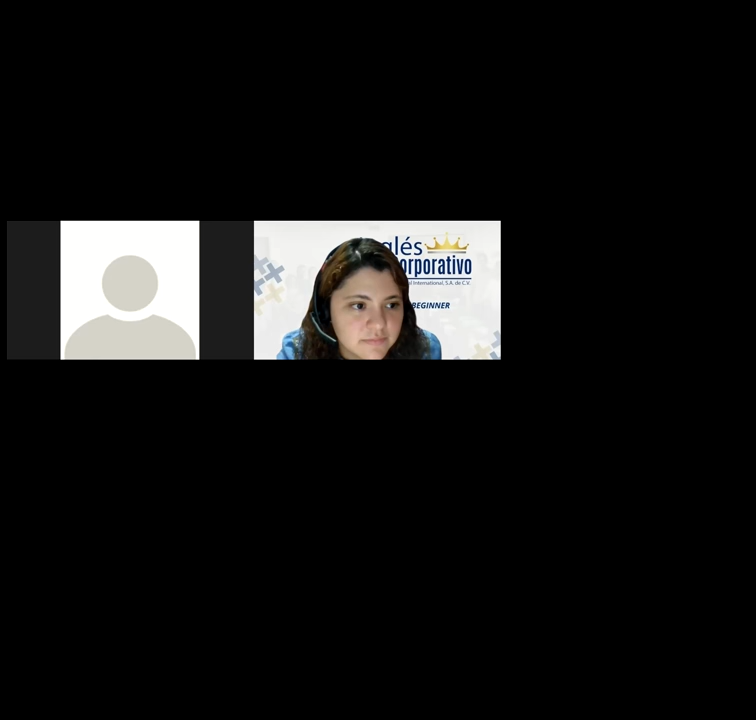 glés
orporativo
al International, S.A. de C.V.
BEGINNER